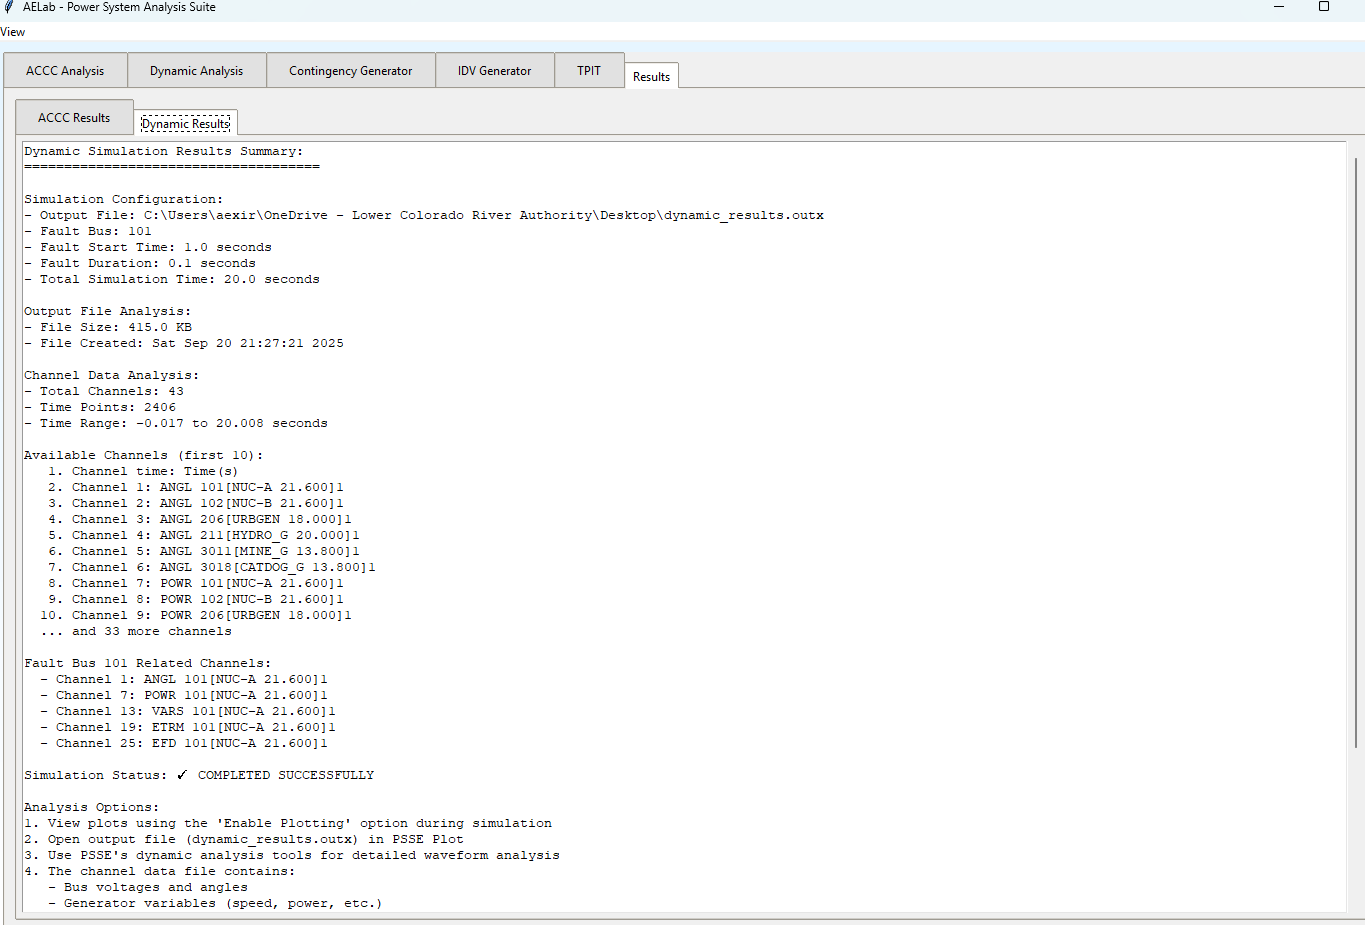 AELab - Power System Analysis Suite
View
ACCC Analysis
Dynamic Analysis
Contingency Generator
IDV Generator
TPIT
Results
ACCC Results
Dynamic Results
Dynamic Simulation Results Summary:
=====================================
Simulation Configuration:
- Output File: C:\Users\aexir\OneDrive - Lower Colorado River Authority\Desktop\dynamic_results.outx
- Fault Bus: 101
- Fault Start Time: 1.0 seconds
- Fault Duration: 0.1 seconds
- Total Simulation Time: 20.0 seconds
Output File Analysis:
- File Size: 415.0 KB
- File Created: Sat Sep 20 21:27:21 2025
Channel Data Analysis:
- Total Channels: 43
- Time Points: 2406
- Time Range: -0.017 to 20.008 seconds
Available Channels (first 10):
1. Channel time: Time(s)
2. Channel 1: ANGL 101[NUC-A 21.600]1
3. Channel 2: ANGL 102[NUC-B 21.600]1
4. Channel 3: ANGL 206[URBGEN 18.000]1
5. Channel 4: ANGL 211[HYDRO_G 20.000]1
6. Channel 5: ANGL 3011[MINE_G 13.800]1
7. Channel 6: ANGL 3018[CATDOG_G 13.800]1
8. Channel 7: POWR 101[NUC-A 21.600]1
9. Channel 8: POWR 102[NUC-B 21.600]1
10. Channel 9: POWR 206[URBGEN 18.000]1
... and 33 more channels
Fault Bus 101 Related Channels:
- Channel 1: ANGL 101[NUC-A 21.600]1
- Channel 7: POWR 101[NUC-A 21.600]1
- Channel 13: VARS 101[NUC-A 21.600]1
- Channel 19: ETRM 101[NUC-A 21.600]1
- Channel 25: EFD 101[NUC-A 21.600]1
Simulation Status: ✓ COMPLETED SUCCESSFULLY
Analysis Options:
1. View plots using the 'Enable Plotting' option during simulation
2. Open output file (dynamic_results.outx) in PSSE Plot
3. Use PSSE's dynamic analysis tools for detailed waveform analysis
4. The channel data file contains:
- Bus voltages and angles
- Generator variables (speed, power, etc.)